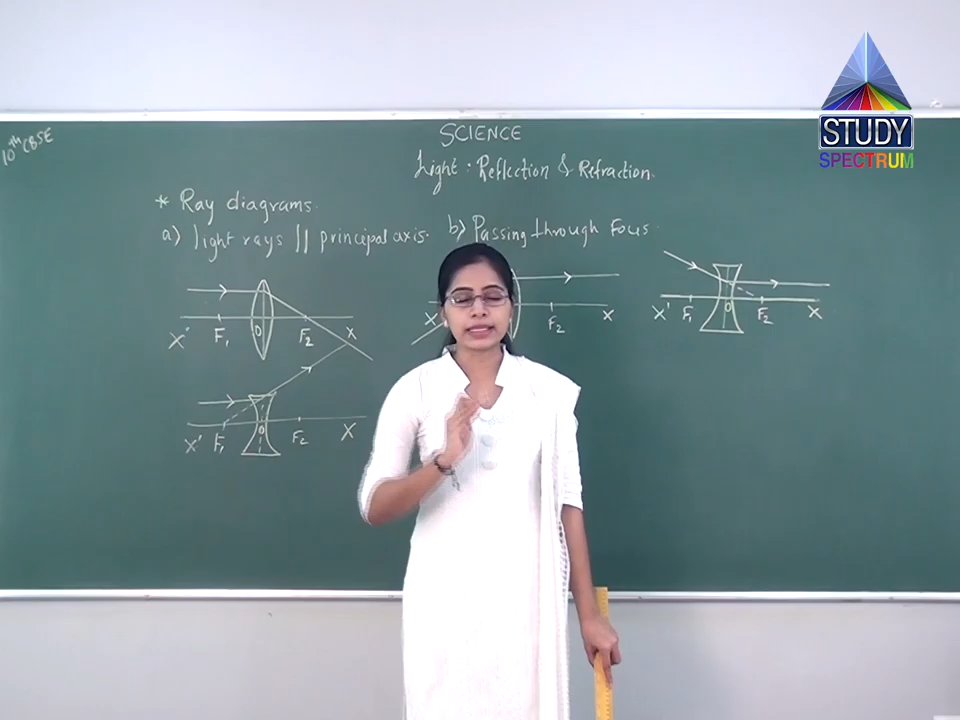 STUDY
SPECTRUM
10th CBSE
SCIENCE
Light : Reflection & Refraction.
* Ray diagrams.
a) light rays || principal axis.
b) Passing through Focus
X' F1 O F2 X
X F2 X
X' F1 O F2 X
X' F1 O F2 X